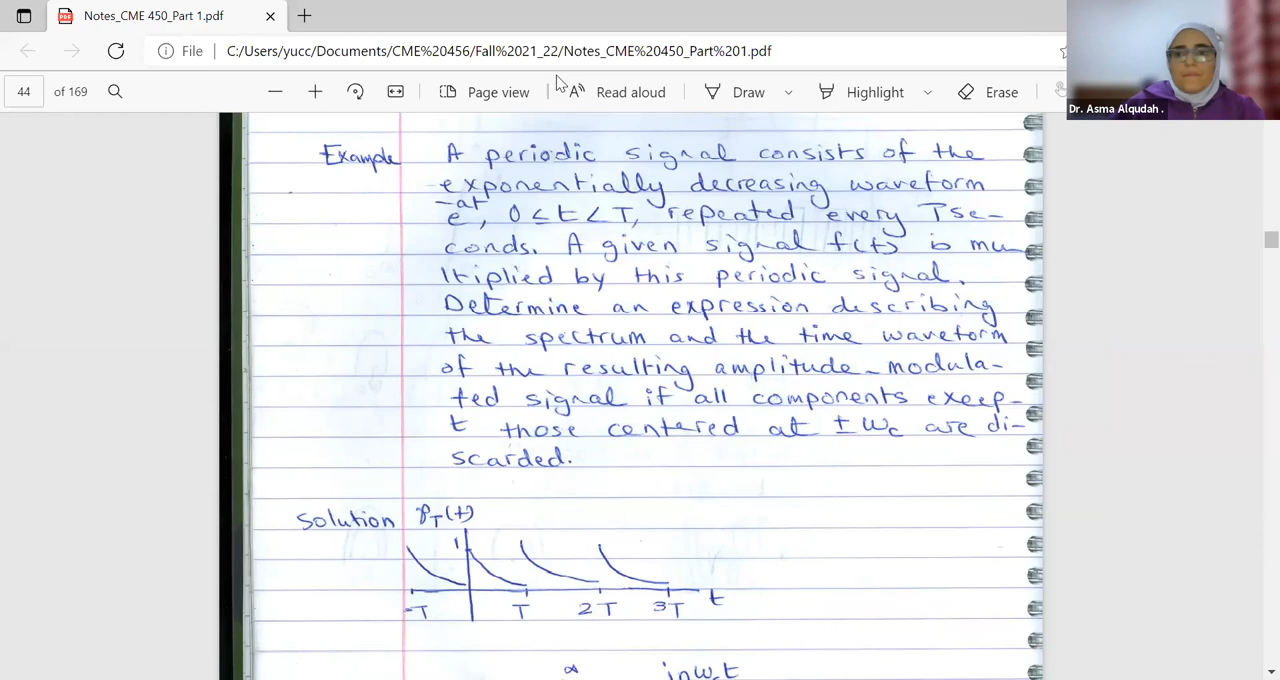 Notes_CME 450_Part 1.pdf
File C:/Users/yucc/Documents/CME%20456/Fall%2021_22/Notes_CME%20450_Part%201.pdf
44 of 169 Page view Read aloud Draw Highlight Erase
Dr. Asma Alqudah .
Example A periodic signal consists of the
exponentially decreasing waveform
e^-at, 0 ≤ t < T, repeated every T se-
conds. A given signal f(t) is mu
ltiplied by this periodic signal.
Determine an expression describing
the spectrum and the time waveform
of the resulting amplitude-modula-
ted signal if all components excep-
t those centered at ± ωc are di-
scarded.
Solution PT(t)
1
-T T 2T 3T t
∞ jnω₀t